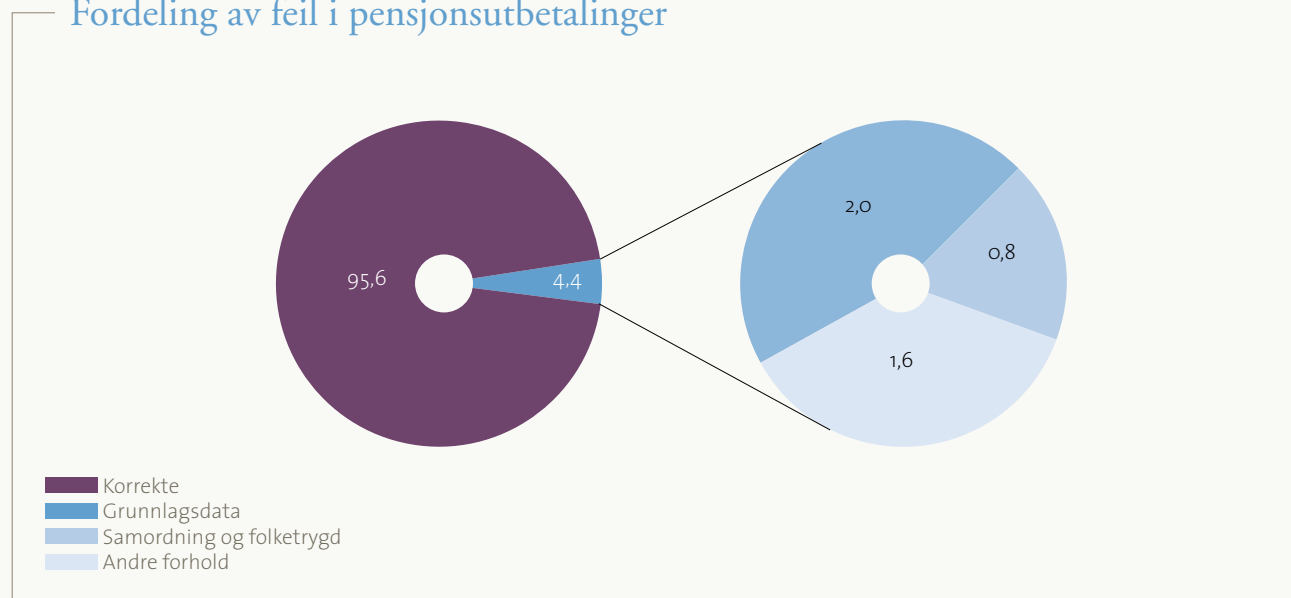 Fordeling av feil i pensjonsutbetalinger
2,0
0,8
95,6
4,4
1,6
Korrekte
Grunnlagsdata
Samordning og folketrygd
Andre forhold